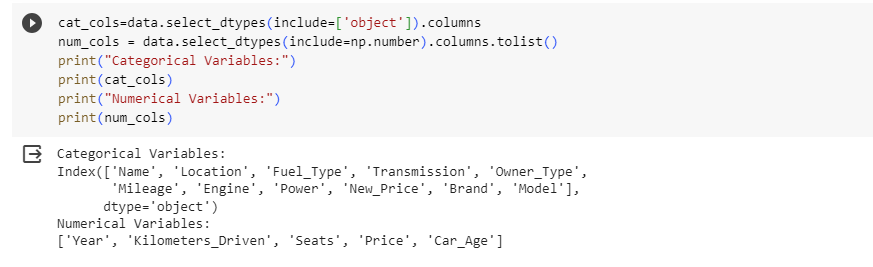 cat_cols=data.select_dtypes(include=['object']).columns
num_cols = data.select_dtypes(include=np.number).columns.tolist()
print("Categorical Variables:")
print(cat_cols)
print("Numerical Variables:")
print(num_cols)
Categorical Variables:
Index(['Name', 'Location', 'Fuel_Type', 'Transmission', 'Owner_Type',
       'Mileage', 'Engine', 'Power', 'New_Price', 'Brand', 'Model'],
      dtype='object')
Numerical Variables:
['Year', 'Kilometers_Driven', 'Seats', 'Price', 'Car_Age']